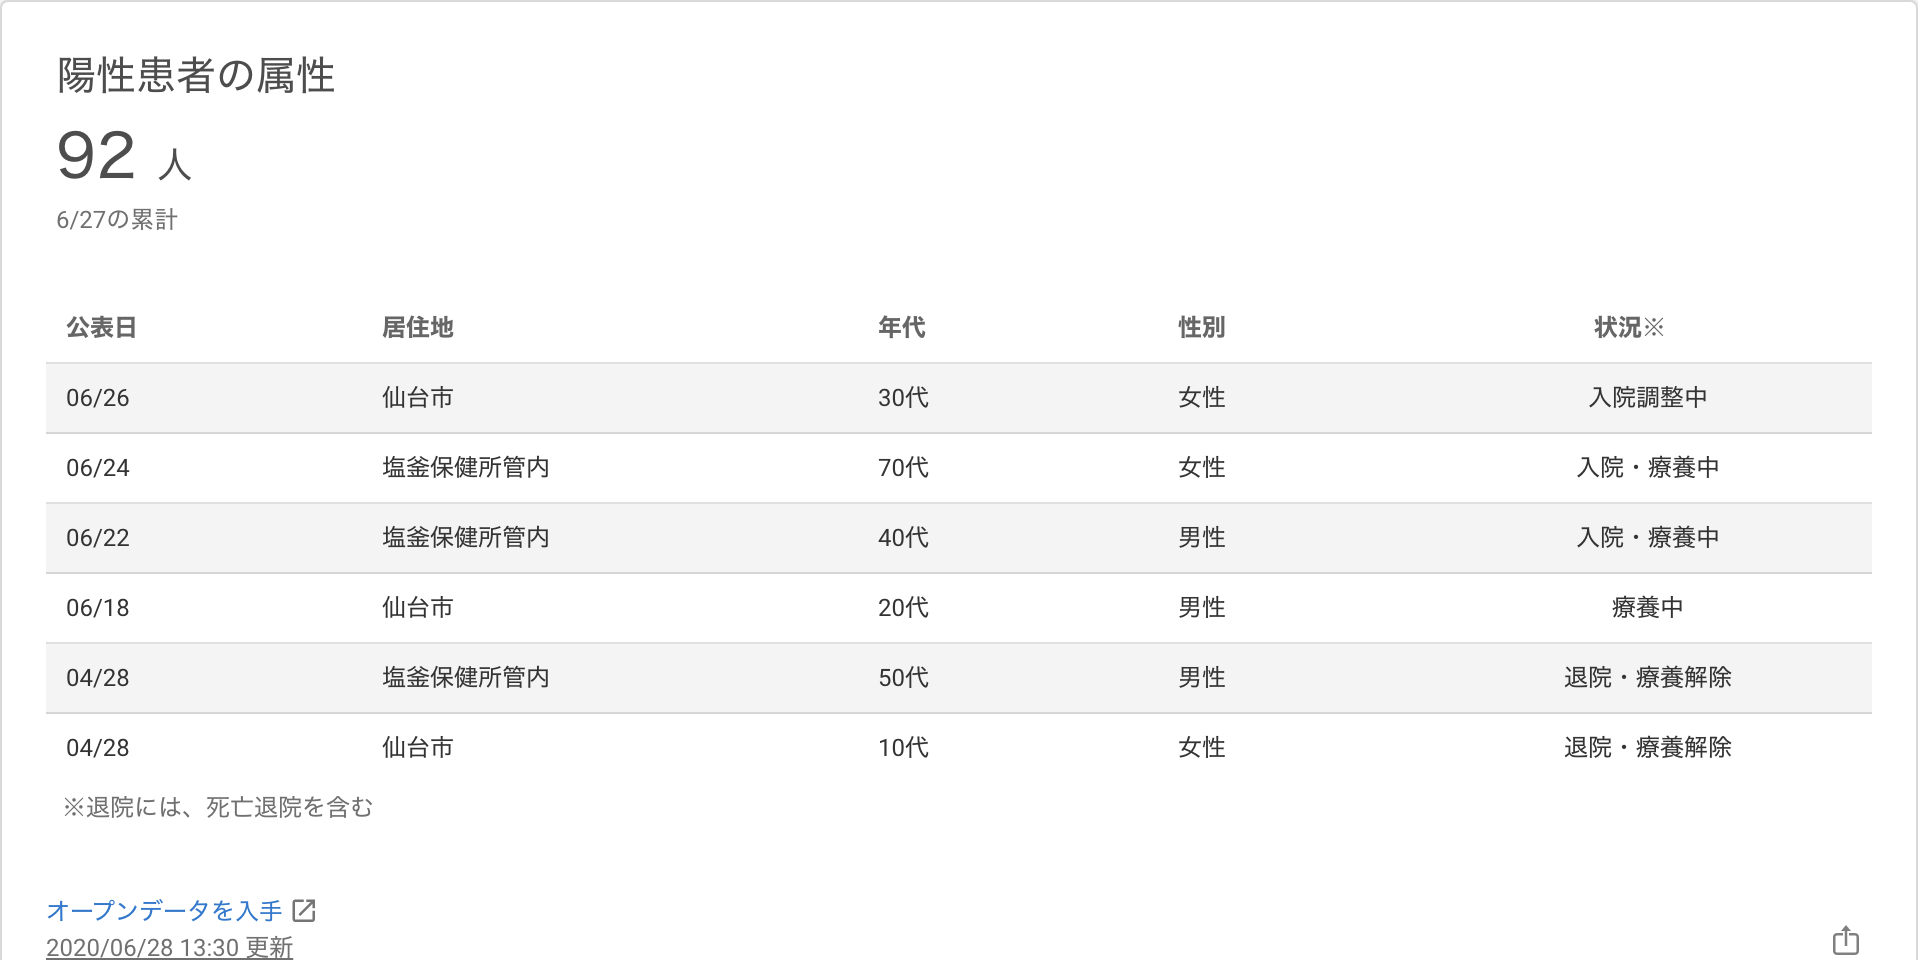 陽性患者の属性
92 人
6/27の累計
公表日 居住地 年代 性別 状況※
06/26 仙台市 30代 女性 入院調整中
06/24 塩釜保健所管内 70代 女性 入院・療養中
06/22 塩釜保健所管内 40代 男性 入院・療養中
06/18 仙台市 20代 男性 療養中
04/28 塩釜保健所管内 50代 男性 退院・療養解除
04/28 仙台市 10代 女性 退院・療養解除
※退院には、死亡退院を含む
オープンデータを入手
2020/06/28 13:30 更新